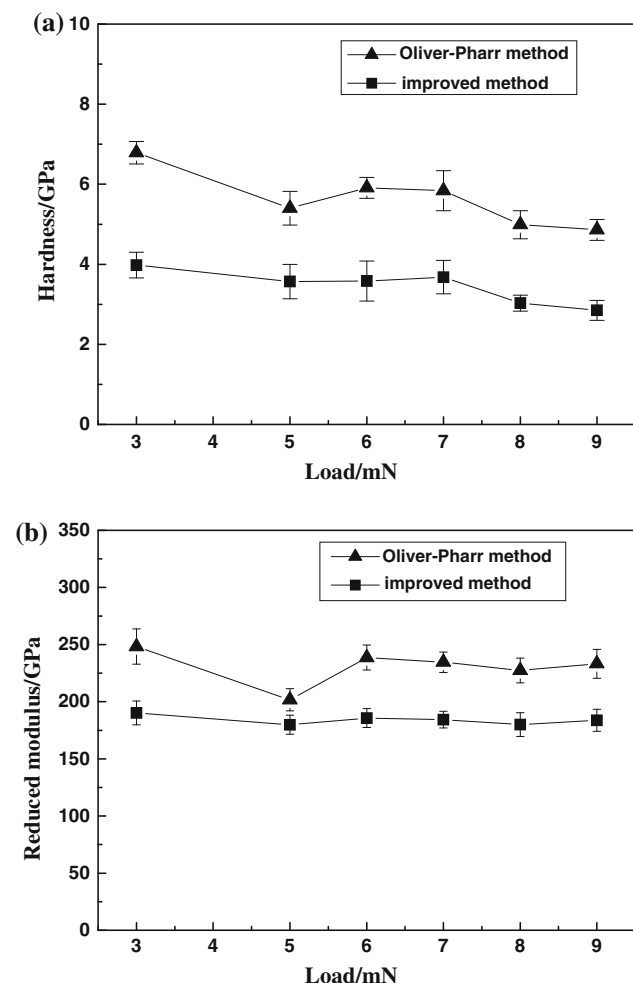 (a)
10
8
6
4
2
0
Hardness/GPa
Oliver-Pharr method
improved method
3 4 5 6 7 8 9
Load/mN
(b)
350
300
250
200
150
100
50
0
Reduced modulus/GPa
Oliver-Pharr method
improved method
3 4 5 6 7 8 9
Load/mN